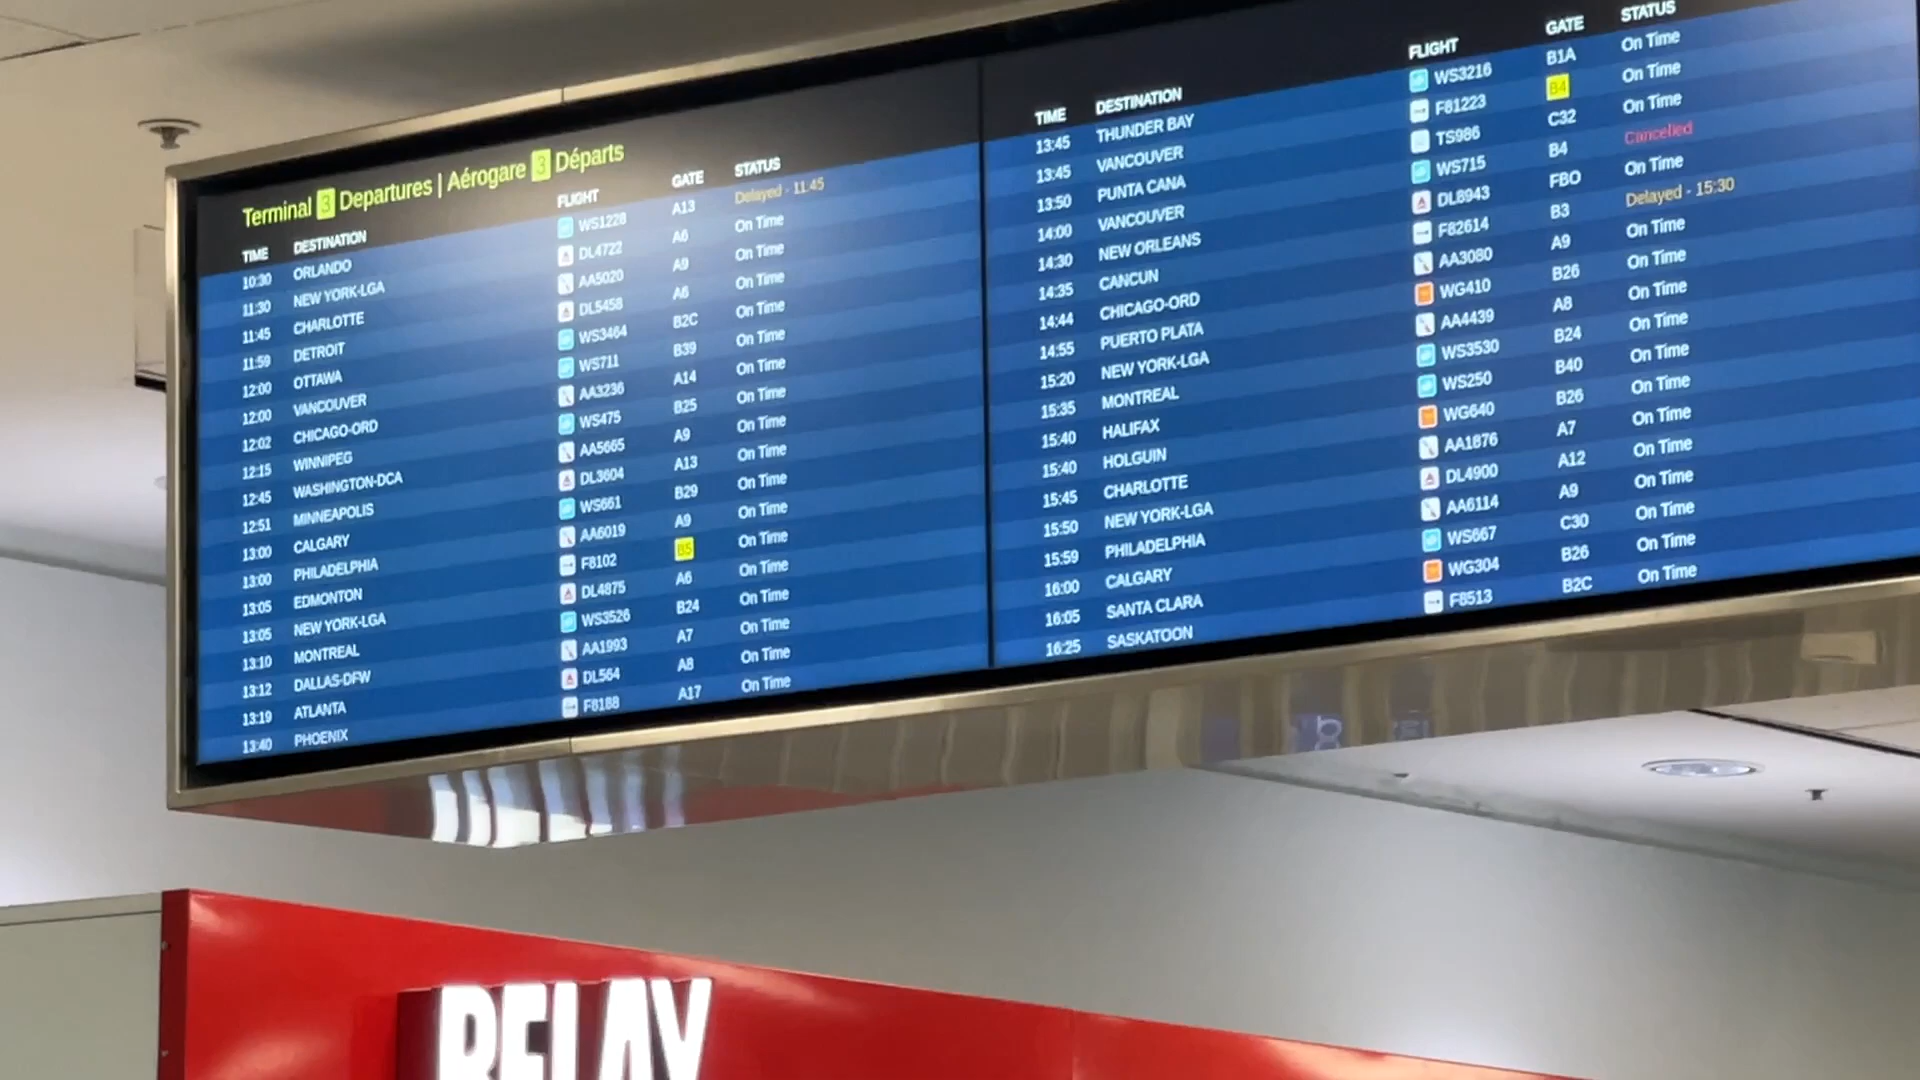 Terminal 3 Departures | Aérogare 3 Départs
TIME DESTINATION FLIGHT GATE STATUS
10:30 ORLANDO WS1228 A13 Delayed - 11:45
11:30 NEW YORK-LGA DL4722 A6 On Time
11:45 CHARLOTTE AA5020 A9 On Time
11:59 DETROIT DL5458 A6 On Time
12:00 OTTAWA WS3464 B2C On Time
12:00 VANCOUVER WS711 B39 On Time
12:02 CHICAGO-ORD AA3236 A14 On Time
12:15 WINNIPEG WS475 B25 On Time
12:45 WASHINGTON-DCA AA5665 A9 On Time
12:51 MINNEAPOLIS DL3604 A13 On Time
13:00 CALGARY WS661 B29 On Time
13:00 PHILADELPHIA AA6019 A9 On Time
13:05 EDMONTON F8102 B5 On Time
13:05 NEW YORK-LGA DL4875 A6 On Time
13:10 MONTREAL WS3526 B24 On Time
13:12 DALLAS-DFW AA1993 A7 On Time
13:19 ATLANTA DL564 A8 On Time
13:40 PHOENIX F8188 A17 On Time
TIME DESTINATION FLIGHT GATE STATUS
13:45 THUNDER BAY WS3216 B1A On Time
13:45 VANCOUVER F81223 B4 On Time
13:50 PUNTA CANA TS986 C32 On Time
14:00 VANCOUVER WS715 B4 Cancelled
14:30 NEW ORLEANS DL8943 FBO On Time
14:35 CANCUN F82614 B3 Delayed - 15:30
14:44 CHICAGO-ORD AA3080 A9 On Time
14:55 PUERTO PLATA WG410 B26 On Time
15:20 NEW YORK-LGA AA4439 A8 On Time
15:35 MONTREAL WS3530 B24 On Time
15:40 HALIFAX WS250 B40 On Time
15:40 HOLGUIN WG640 B26 On Time
15:45 CHARLOTTE AA1876 A7 On Time
15:50 NEW YORK-LGA DL4900 A12 On Time
15:59 PHILADELPHIA AA6114 A9 On Time
16:00 CALGARY WS667 C30 On Time
16:05 SANTA CLARA WG304 B26 On Time
16:25 SASKATOON F8513 B2C On Time
RELAY